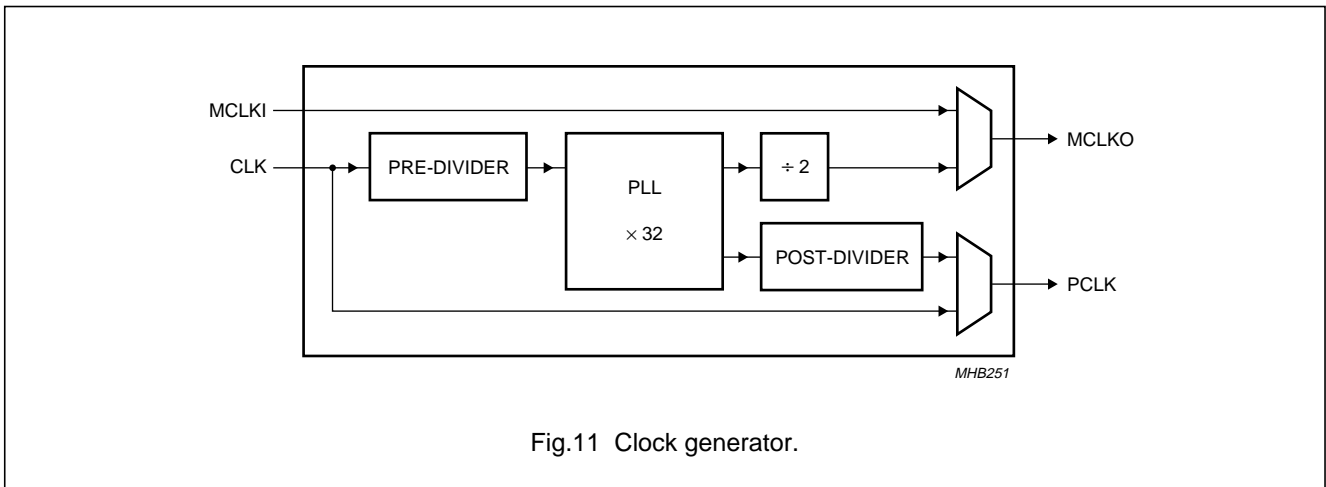 MCLKI
MCLKO
CLK
PRE-DIVIDER
PLL
× 32
÷ 2
POST-DIVIDER
PCLK
MHB251
Fig.11 Clock generator.